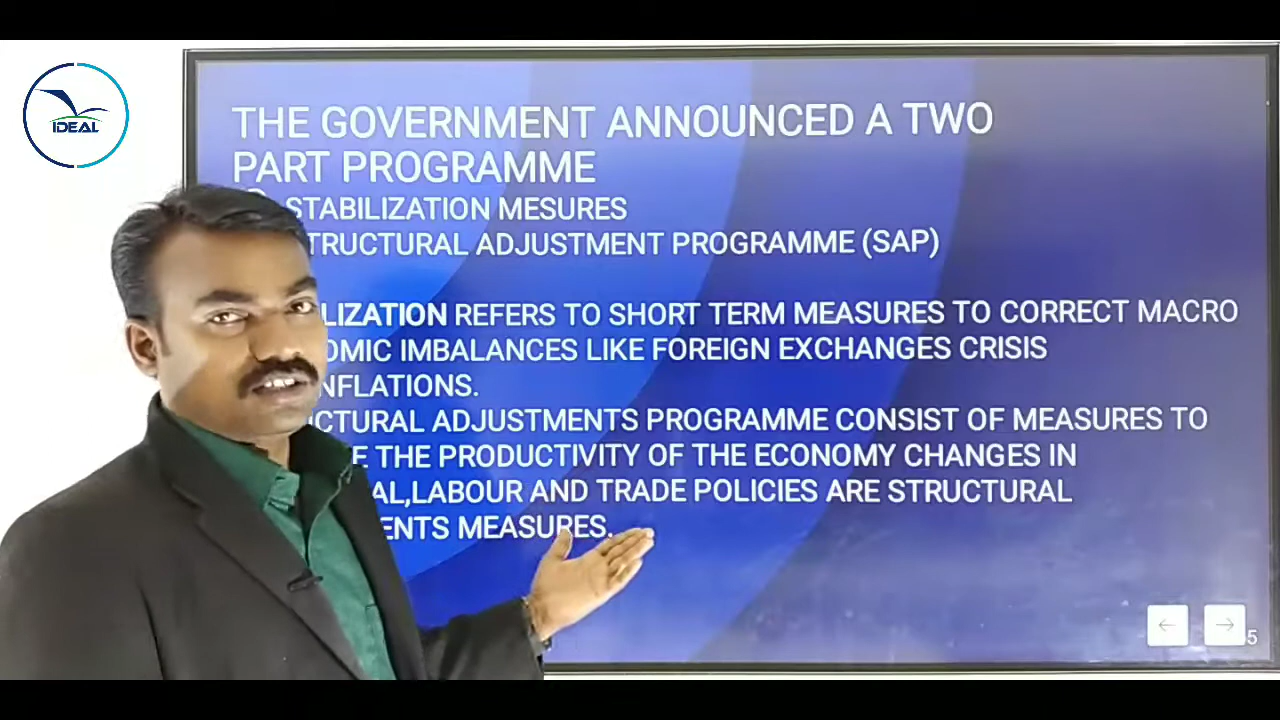 IDEAL
THE GOVERNMENT ANNOUNCED A TWO
PART PROGRAMME
STABILIZATION MESURES
TRUCTURAL ADJUSTMENT PROGRAMME (SAP)
LIZATION REFERS TO SHORT TERM MEASURES TO CORRECT MACRO
OMIC IMBALANCES LIKE FOREIGN EXCHANGES CRISIS
NFLATIONS.
CTURAL ADJUSTMENTS PROGRAMME CONSIST OF MEASURES TO
E THE PRODUCTIVITY OF THE ECONOMY CHANGES IN
AL,LABOUR AND TRADE POLICIES ARE STRUCTURAL
ENTS MEASURES.
5